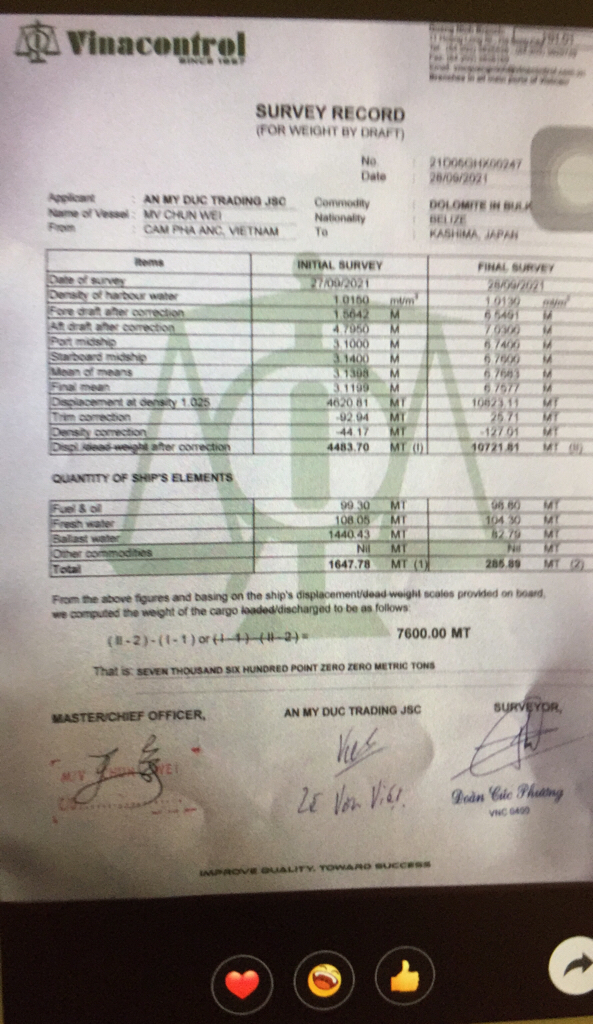 Vinacontrol
SINCE 1957
SURVEY RECORD
(FOR WEIGHT BY DRAFT)
No. : 21D06GHX00247
Date : 28/09/2021
Applicant : AN MY DUC TRADING JSC Commodity : DOLOMITE IN BULK
Name of Vessel : MV CHUN WEI Nationality : BELIZE
From : CAM PHA ANC, VIETNAM To : KASHIMA, JAPAN
Items INITIAL SURVEY FINAL SURVEY
Date of survey 27/09/2021 28/09/2021
Density of harbour water 1.0150 mt/m³ 1.0130 mt/m³
Fore draft after correction 1.5642 M 6.5491 M
Aft draft after correction 4.7950 M 7.0300 M
Port midship 3.1000 M 6.7400 M
Starboard midship 3.1400 M 6.7600 M
Mean of means M M
Final mean 3.1199 M 6.7577 M
Displacement at density 1.025 4620.81 MT 10823.11 MT
Trim correction -92.94 MT 25.71 MT
Density correction -44.17 MT -127.01 MT
Displ./dead weight after correction 4483.70 MT (I) 10721.81 MT (II)
QUANTITY OF SHIP'S ELEMENTS
Fuel & oil 99.30 MT 98.80 MT
Fresh water 108.05 MT 104.30 MT
Ballast water 1440.43 MT 82.79 MT
Other commodities Nil MT Nil MT
Total 1647.78 MT (1) 285.89 MT (2)
From the above figures and basing on the ship's displacement/dead weight scales provided on board,
we computed the weight of the cargo loaded/discharged to be as follows:
(II-2)-(I-1) or (I-1)-(II-2)= 7600.00 MT
That is: SEVEN THOUSAND SIX HUNDRED POINT ZERO ZERO METRIC TONS
MASTER/CHIEF OFFICER, AN MY DUC TRADING JSC SURVEYOR,
M/V CHUN WEI
Việt
Lê Văn Việt
Đoàn Cúc Phương
VNC 0400
IMPROVE QUALITY, TOWARD SUCCESS